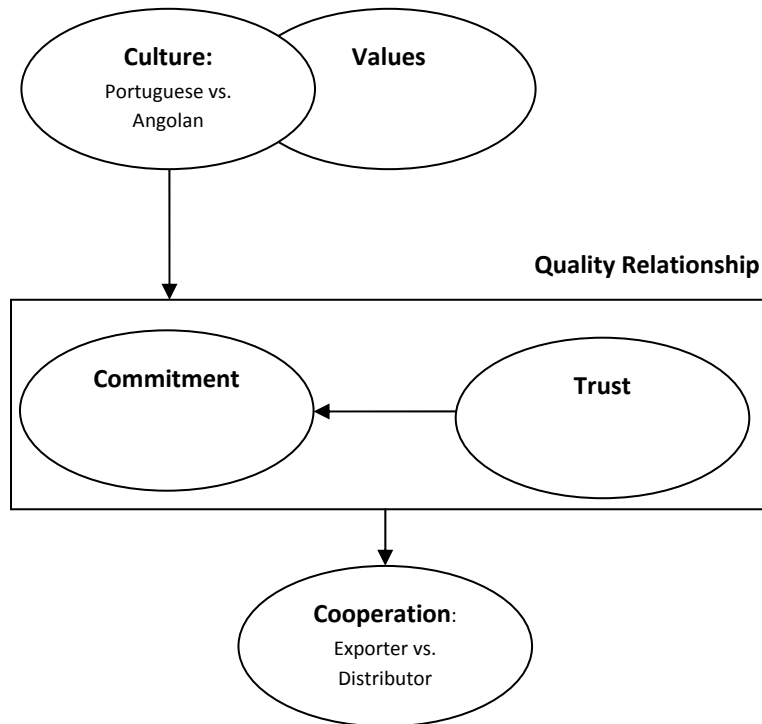 Culture:
Portuguese vs.
Angolan
Values
Quality Relationship
Commitment
Trust
Cooperation:
Exporter vs.
Distributor